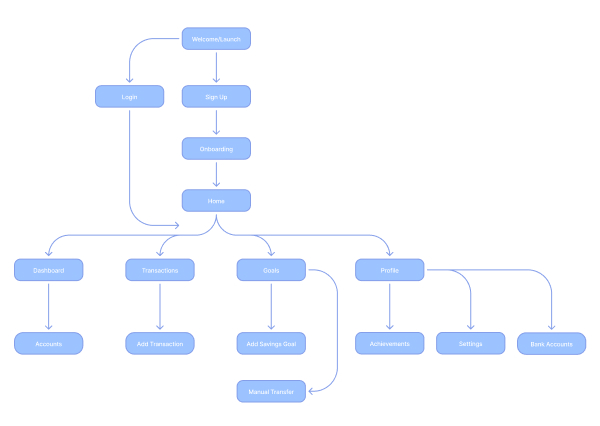 Welcome/Launch
Login
Sign Up
Onboarding
Home
Dashboard
Transactions
Goals
Profile
Accounts
Add Transaction
Add Savings Goal
Achievements
Settings
Bank Accounts
Manual Transfer